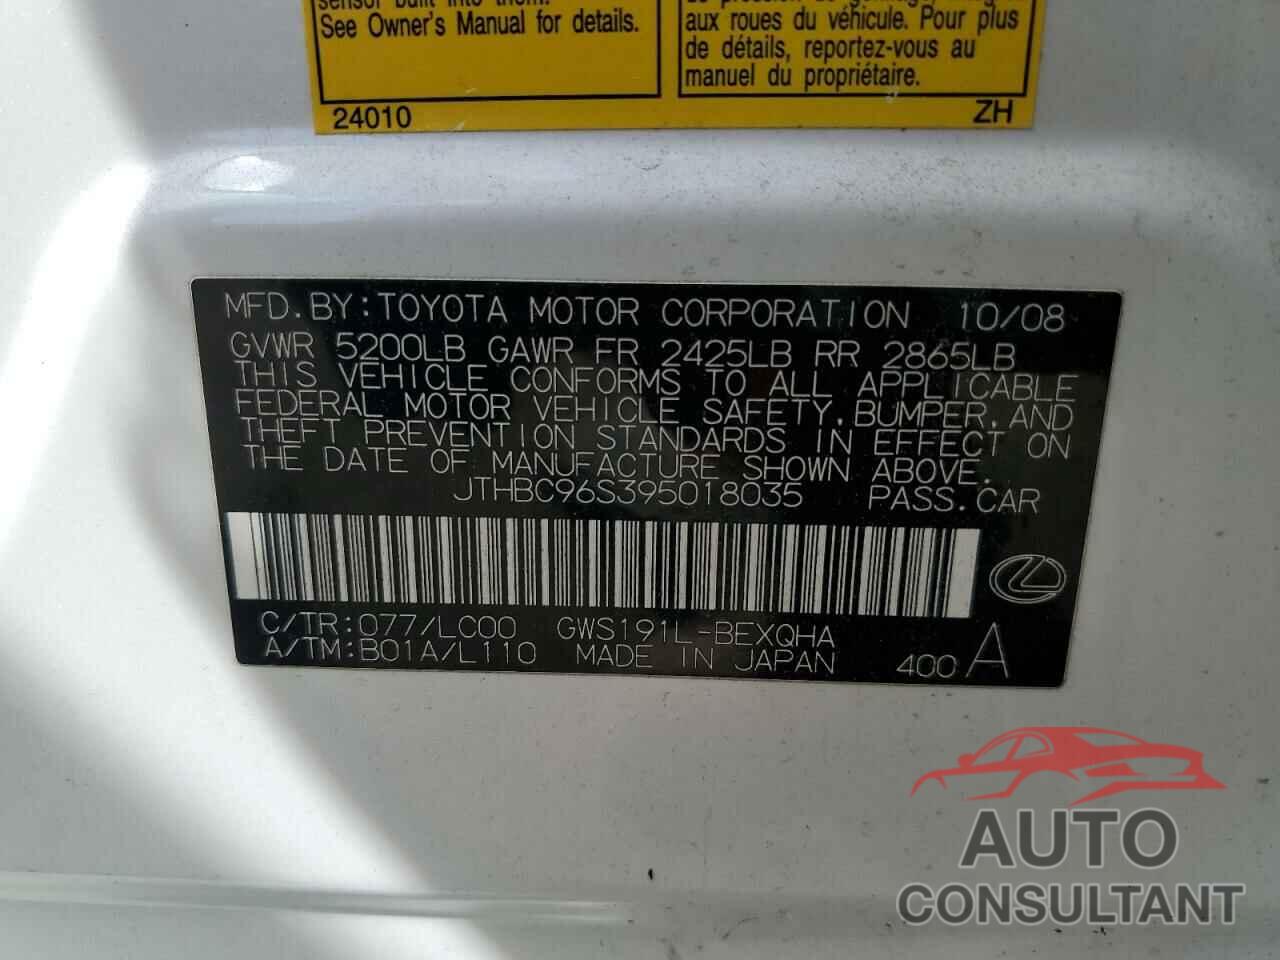 sensor built into them.
See Owner's Manual for details.
24010
aux roues du véhicule. Pour plus
de détails, reportez-vous au
manuel du propriétaire.
ZH
MFD. BY: TOYOTA MOTOR CORPORATION 10/08
GVWR 5200LB GAWR FR 2425LB RR 2865LB
THIS VEHICLE CONFORMS TO ALL APPLICABLE
FEDERAL MOTOR VEHICLE SAFETY, BUMPER, AND
THEFT PREVENTION STANDARDS IN EFFECT ON
THE DATE OF MANUFACTURE SHOWN ABOVE.
JTHBC96S395018035 PASS. CAR
C/TR: 077/LC00 GWS191L-BEXQHA
A/TM: B01A/L110 MADE IN JAPAN 400 A
AUTO
CONSULTANT